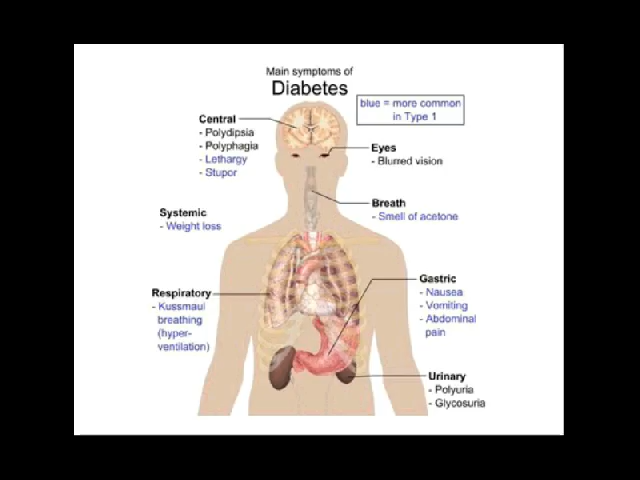 Main symptoms of
Diabetes
blue = more common
in Type 1
Central
- Polydipsia
- Polyphagia
- Lethargy
- Stupor
Eyes
- Blurred vision
Breath
- Smell of acetone
Systemic
- Weight loss
Gastric
- Nausea
- Vomiting
- Abdominal
pain
Respiratory
- Kussmaul
breathing
(hyper-
ventilation)
Urinary
- Polyuria
- Glycosuria